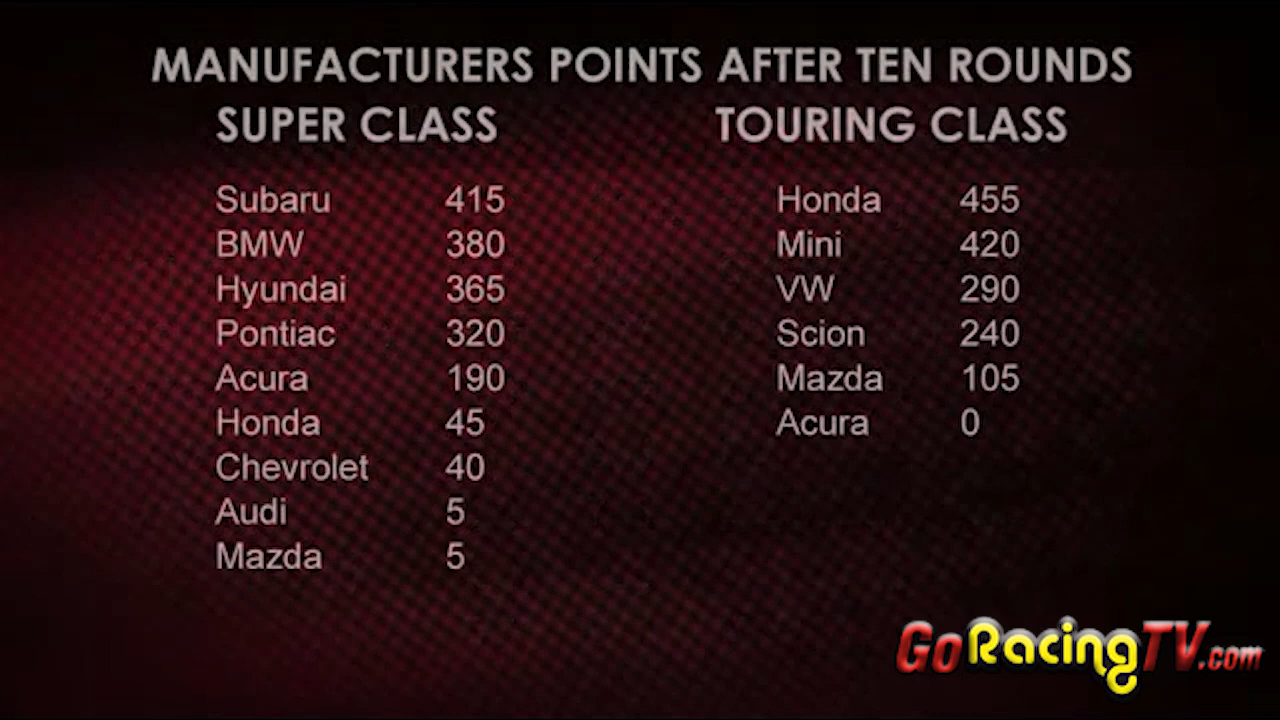 MANUFACTURERS POINTS AFTER TEN ROUNDS
SUPER CLASS
Subaru 415
BMW 380
Hyundai 365
Pontiac 320
Acura 190
Honda 45
Chevrolet 40
Audi 5
Mazda 5
TOURING CLASS
Honda 455
Mini 420
VW 290
Scion 240
Mazda 105
Acura 0
GoRacingTV.com